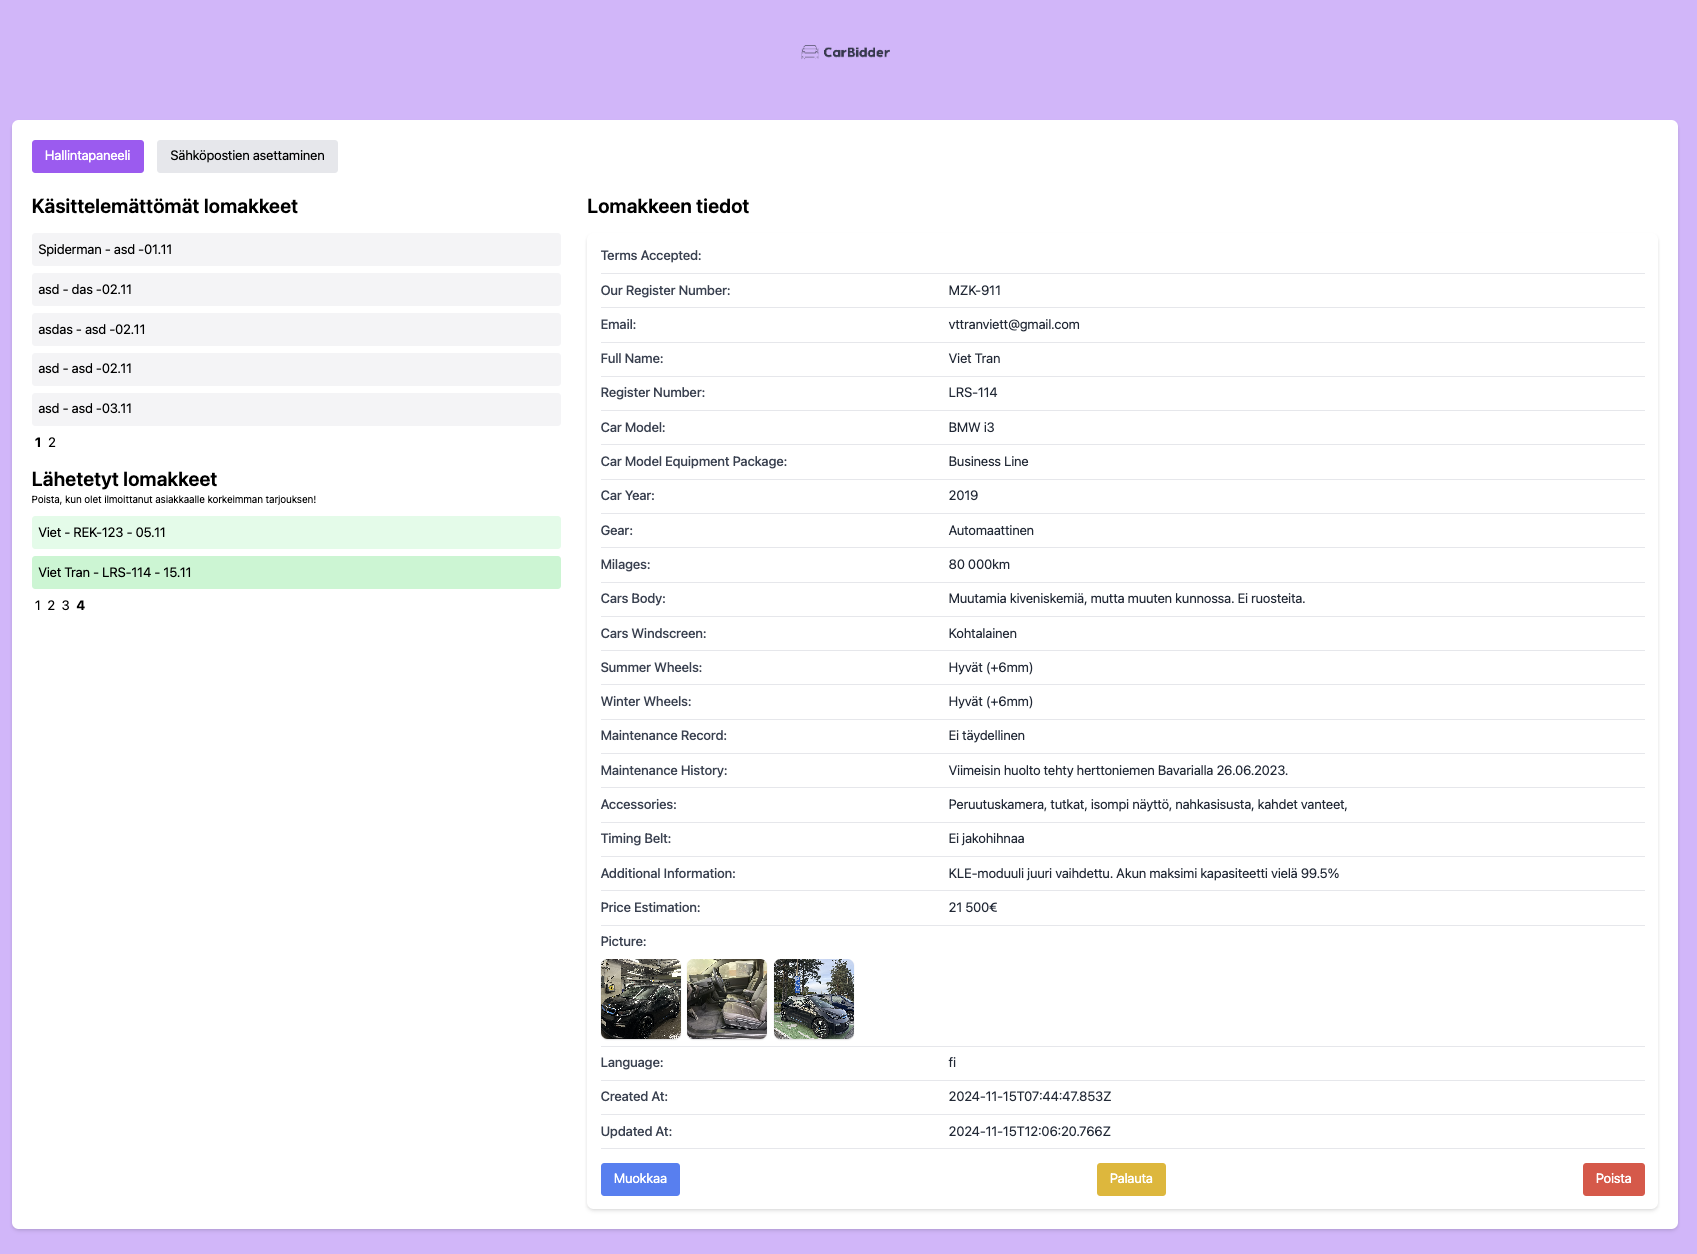 CarBidder
Hallintapaneeli
Sähköpostien asettaminen
Käsittelemättömät lomakkeet
Spiderman - asd -01.11
asd - das -02.11
asdas - asd -02.11
asd - asd -02.11
asd - asd -03.11
1 2
Lähetetyt lomakkeet
Poista, kun olet ilmoittanut asiakkaalle korkeimman tarjouksen!
Viet - REK-123 - 05.11
Viet Tran - LRS-114 - 15.11
1 2 3 4
Lomakkeen tiedot
Terms Accepted:
Our Register Number: MZK-911
Email: vttranviett@gmail.com
Full Name: Viet Tran
Register Number: LRS-114
Car Model: BMW i3
Car Model Equipment Package: Business Line
Car Year: 2019
Gear: Automaattinen
Milages: 80 000km
Cars Body: Muutamia kiveniskemiä, mutta muuten kunnossa. Ei ruosteita.
Cars Windscreen: Kohtalainen
Summer Wheels: Hyvät (+6mm)
Winter Wheels: Hyvät (+6mm)
Maintenance Record: Ei täydellinen
Maintenance History: Viimeisin huolto tehty herttoniemen Bavarialla 26.06.2023.
Accessories: Peruutuskamera, tutkat, isompi näyttö, nahkasisusta, kahdet vanteet,
Timing Belt: Ei jakohihnaa
Additional Information: KLE-moduuli juuri vaihdettu. Akun maksimi kapasiteetti vielä 99.5%
Price Estimation: 21 500€
Picture:
Language: fi
Created At: 2024-11-15T07:44:47.853Z
Updated At: 2024-11-15T12:06:20.766Z
Muokkaa
Palauta
Poista